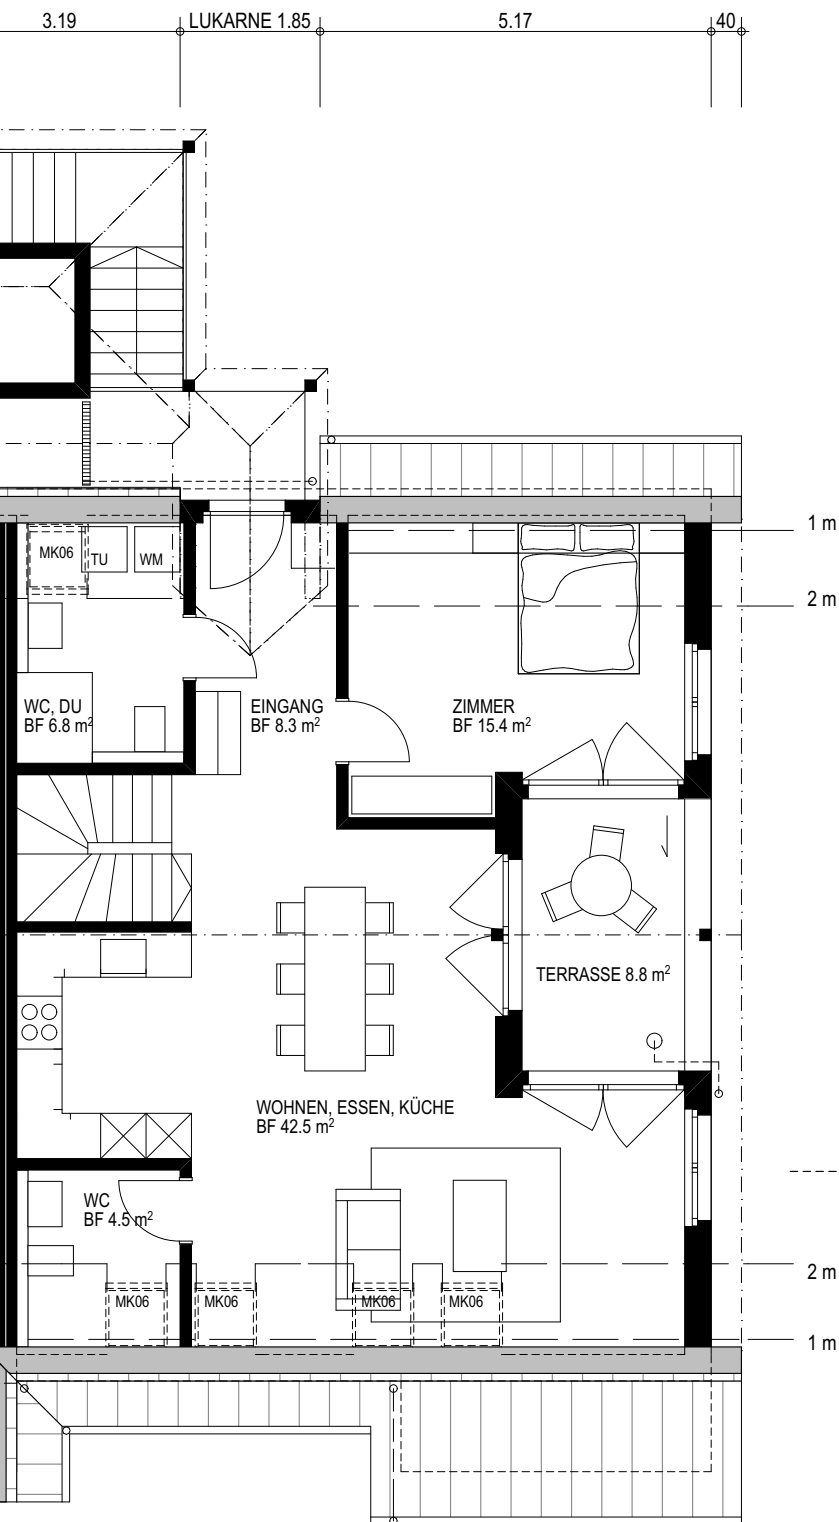 3.19
LUKARNE 1.85
5.17
40
1 m
MK06
TU
WM
2 m
WC, DU
BF 6.8 m²
EINGANG
BF 8.3 m²
ZIMMER
BF 15.4 m²
TERRASSE 8.8 m²
WOHNEN, ESSEN, KÜCHE
BF 42.5 m²
WC
BF 4.5 m²
2 m
MK06
MK06
MK06
MK06
1 m